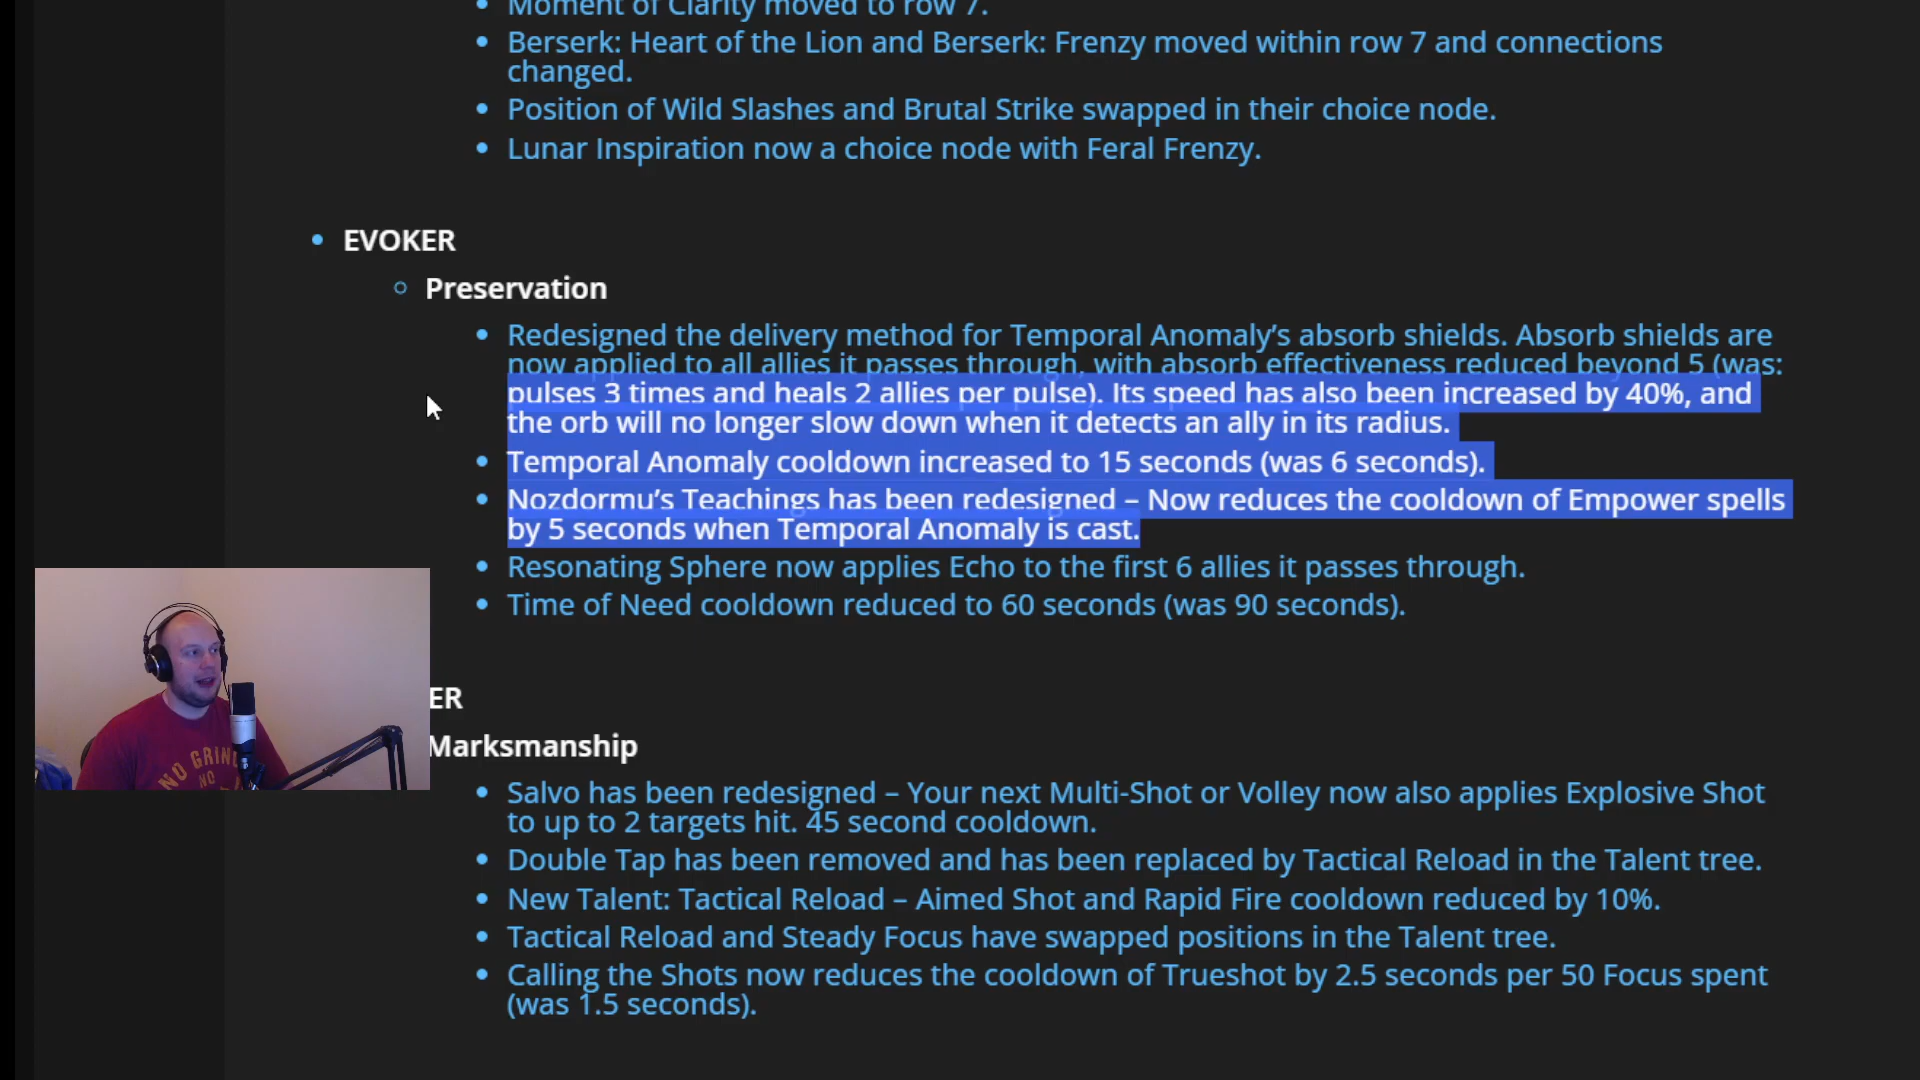 Moment of Clarity moved to row 7.
Berserk: Heart of the Lion and Berserk: Frenzy moved within row 7 and connections
changed.
Position of Wild Slashes and Brutal Strike swapped in their choice node.
Lunar Inspiration now a choice node with Feral Frenzy.
EVOKER
Preservation
Redesigned the delivery method for Temporal Anomaly’s absorb shields. Absorb shields are
now applied to all allies it passes through, with absorb effectiveness reduced beyond 5 (was:
pulses 3 times and heals 2 allies per pulse). Its speed has also been increased by 40%, and
the orb will no longer slow down when it detects an ally in its radius.
Temporal Anomaly cooldown increased to 15 seconds (was 6 seconds).
Nozdormu’s Teachings has been redesigned – Now reduces the cooldown of Empower spells
by 5 seconds when Temporal Anomaly is cast.
Resonating Sphere now applies Echo to the first 6 allies it passes through.
Time of Need cooldown reduced to 60 seconds (was 90 seconds).
ER
Marksmanship
Salvo has been redesigned – Your next Multi-Shot or Volley now also applies Explosive Shot
to up to 2 targets hit. 45 second cooldown.
Double Tap has been removed and has been replaced by Tactical Reload in the Talent tree.
New Talent: Tactical Reload – Aimed Shot and Rapid Fire cooldown reduced by 10%.
Tactical Reload and Steady Focus have swapped positions in the Talent tree.
Calling the Shots now reduces the cooldown of Trueshot by 2.5 seconds per 50 Focus spent
(was 1.5 seconds).
NO GRIN
NO